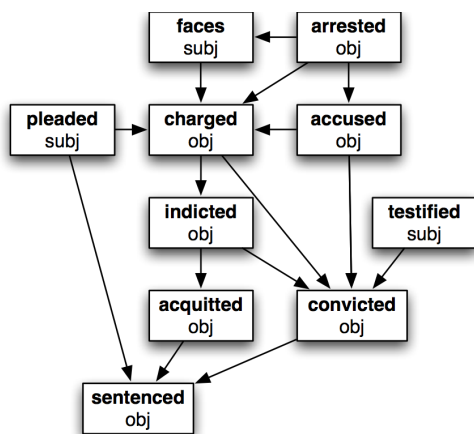 faces
subj
arrested
obj
pleaded
subj
charged
obj
accused
obj
indicted
obj
testified
subj
acquitted
obj
convicted
obj
sentenced
obj